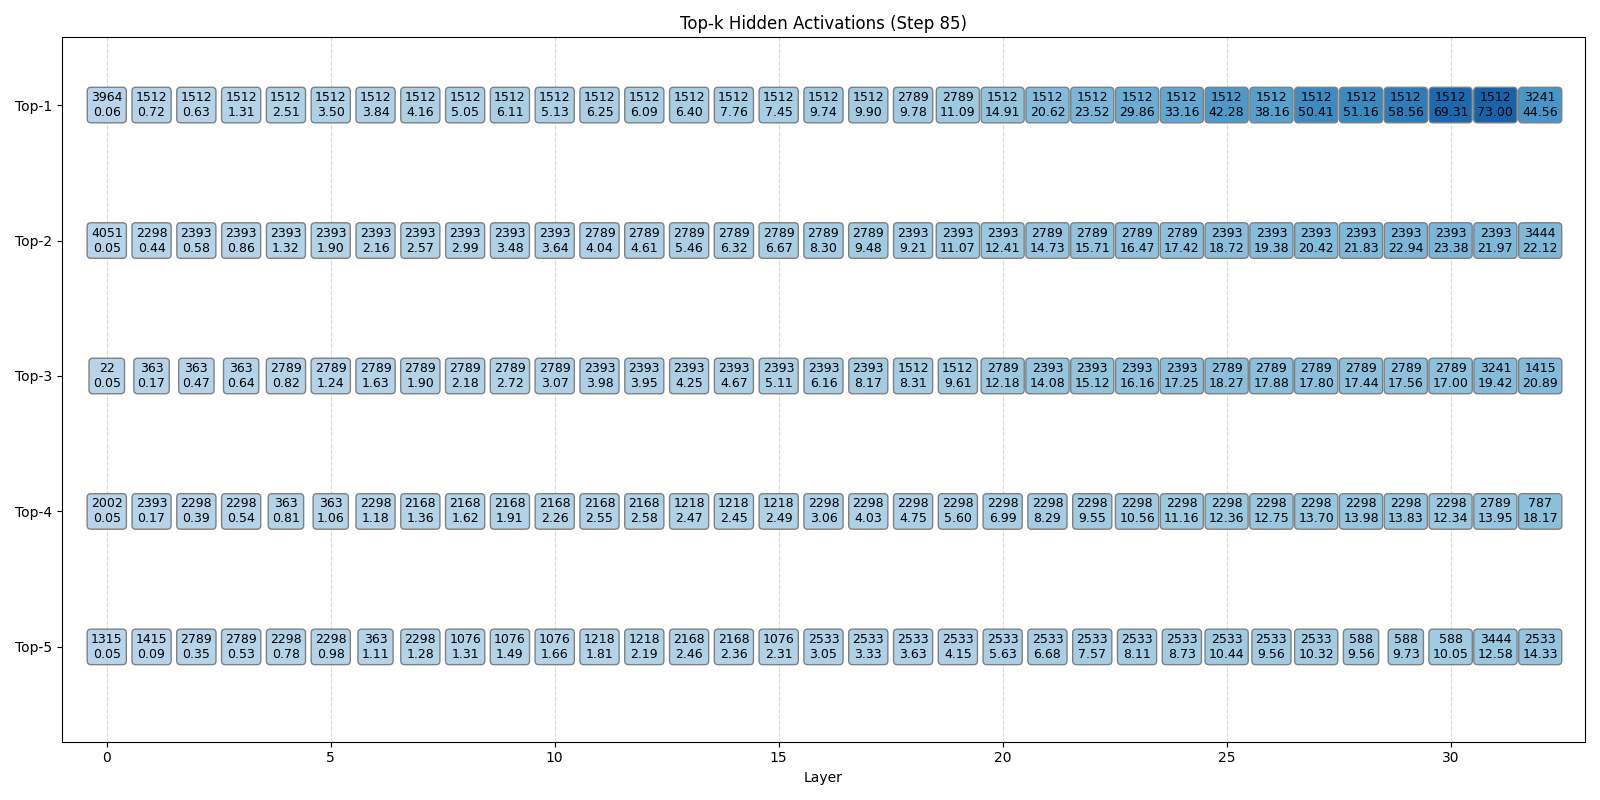 Top-k Hidden Activations (Step 85)
Top-1
3964 1512 1512 1512 1512 1512 1512 1512 1512 1512 1512 1512 1512 1512 1512 1512 1512 1512 2789 2789 1512 1512 1512 1512 1512 1512 1512 1512 1512 1512 1512 1512 3241
0.06 0.72 0.63 1.31 2.51 3.50 3.84 4.16 5.05 6.11 5.13 6.25 6.09 6.40 7.76 7.45 9.74 9.90 9.78 11.09 14.91 20.62 23.52 29.86 33.16 42.28 38.16 50.41 51.16 58.56 69.31 73.00 44.56
Top-2
4051 2298 2393 2393 2393 2393 2393 2393 2393 2393 2393 2789 2789 2789 2789 2789 2789 2789 2393 2393 2393 2789 2789 2789 2789 2393 2393 2393 2393 2393 2393 2393 3444
0.05 0.44 0.58 0.86 1.32 1.90 2.16 2.57 2.99 3.48 3.64 4.04 4.61 5.46 6.32 6.67 8.30 9.48 9.21 11.07 12.41 14.73 15.71 16.47 17.42 18.72 19.38 20.42 21.83 22.94 23.38 21.97 22.12
Top-3
22 363 363 363 2789 2789 2789 2789 2789 2789 2789 2393 2393 2393 2393 2393 2393 2393 1512 1512 2789 2393 2393 2393 2393 2789 2789 2789 2789 2789 2789 3241 1415
0.05 0.17 0.47 0.64 0.82 1.24 1.63 1.90 2.18 2.72 3.07 3.98 3.95 4.25 4.67 5.11 6.16 8.17 8.31 9.61 12.18 14.08 15.12 16.16 17.25 18.27 17.88 17.80 17.44 17.56 17.00 19.42 20.89
Top-4
2002 2393 2298 2298 363 363 2298 2168 2168 2168 2168 2168 2168 1218 1218 1218 2298 2298 2298 2298 2298 2298 2298 2298 2298 2298 2298 2298 2298 2298 2298 2789 787
0.05 0.17 0.39 0.54 0.81 1.06 1.18 1.36 1.62 1.91 2.26 2.55 2.58 2.47 2.45 2.49 3.06 4.03 4.75 5.60 6.99 8.29 9.55 10.56 11.16 12.36 12.75 13.70 13.98 13.83 12.34 13.95 18.17
Top-5
1315 1415 2789 2789 2298 2298 363 2298 1076 1076 1076 1218 1218 2168 2168 1076 2533 2533 2533 2533 2533 2533 2533 2533 2533 2533 2533 2533 588 588 588 3444 2533
0.05 0.09 0.35 0.53 0.78 0.98 1.11 1.28 1.31 1.49 1.66 1.81 2.19 2.46 2.36 2.31 3.05 3.33 3.63 4.15 5.63 6.68 7.57 8.11 8.73 10.44 9.56 10.32 9.56 9.73 10.05 12.58 14.33
0 5 10 15 20 25 30
Layer